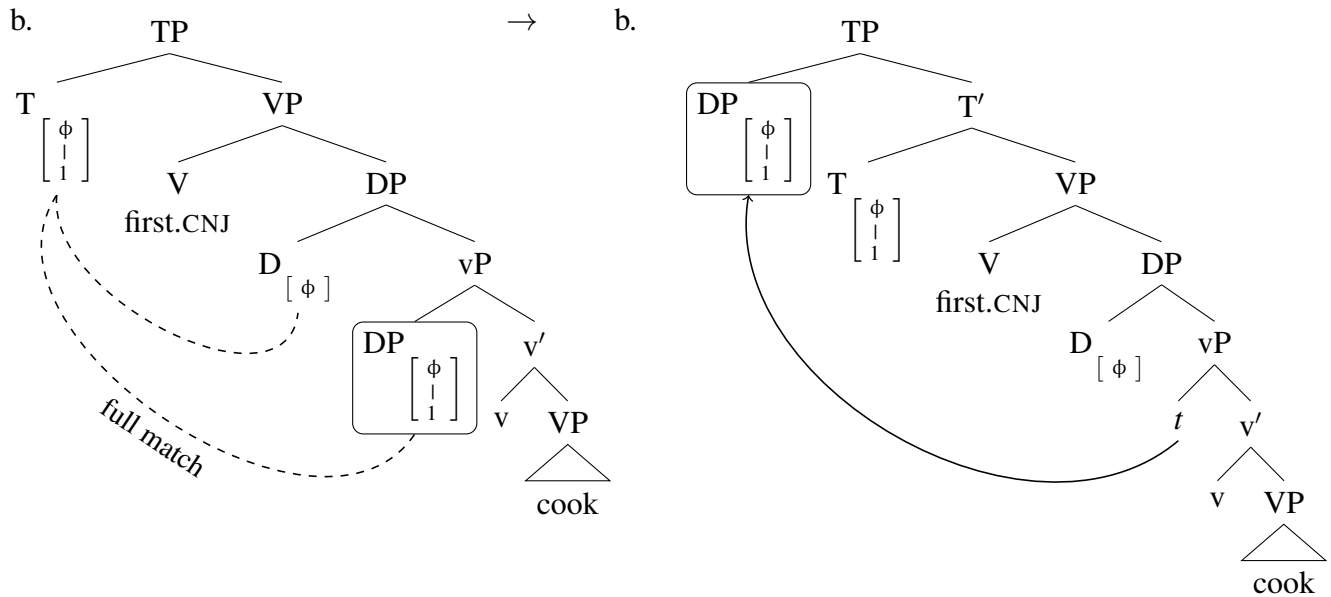 b. → b.
TP TP
T VP DP T′
[ φ | 1 ] [ φ | 1 ]
V DP T VP
first.CNJ [ φ | 1 ]
D vP V DP
[ φ ] first.CNJ
DP v′ D vP
[ φ | 1 ] [ φ ]
v VP t v′
full match
cook v VP
cook